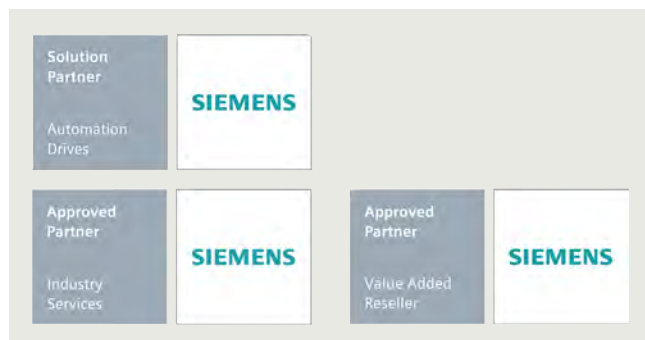 Solution
Partner
Automation
Drives
SIEMENS
Approved
Partner
Industry
Services
SIEMENS
Approved
Partner
Value Added
Reseller
SIEMENS